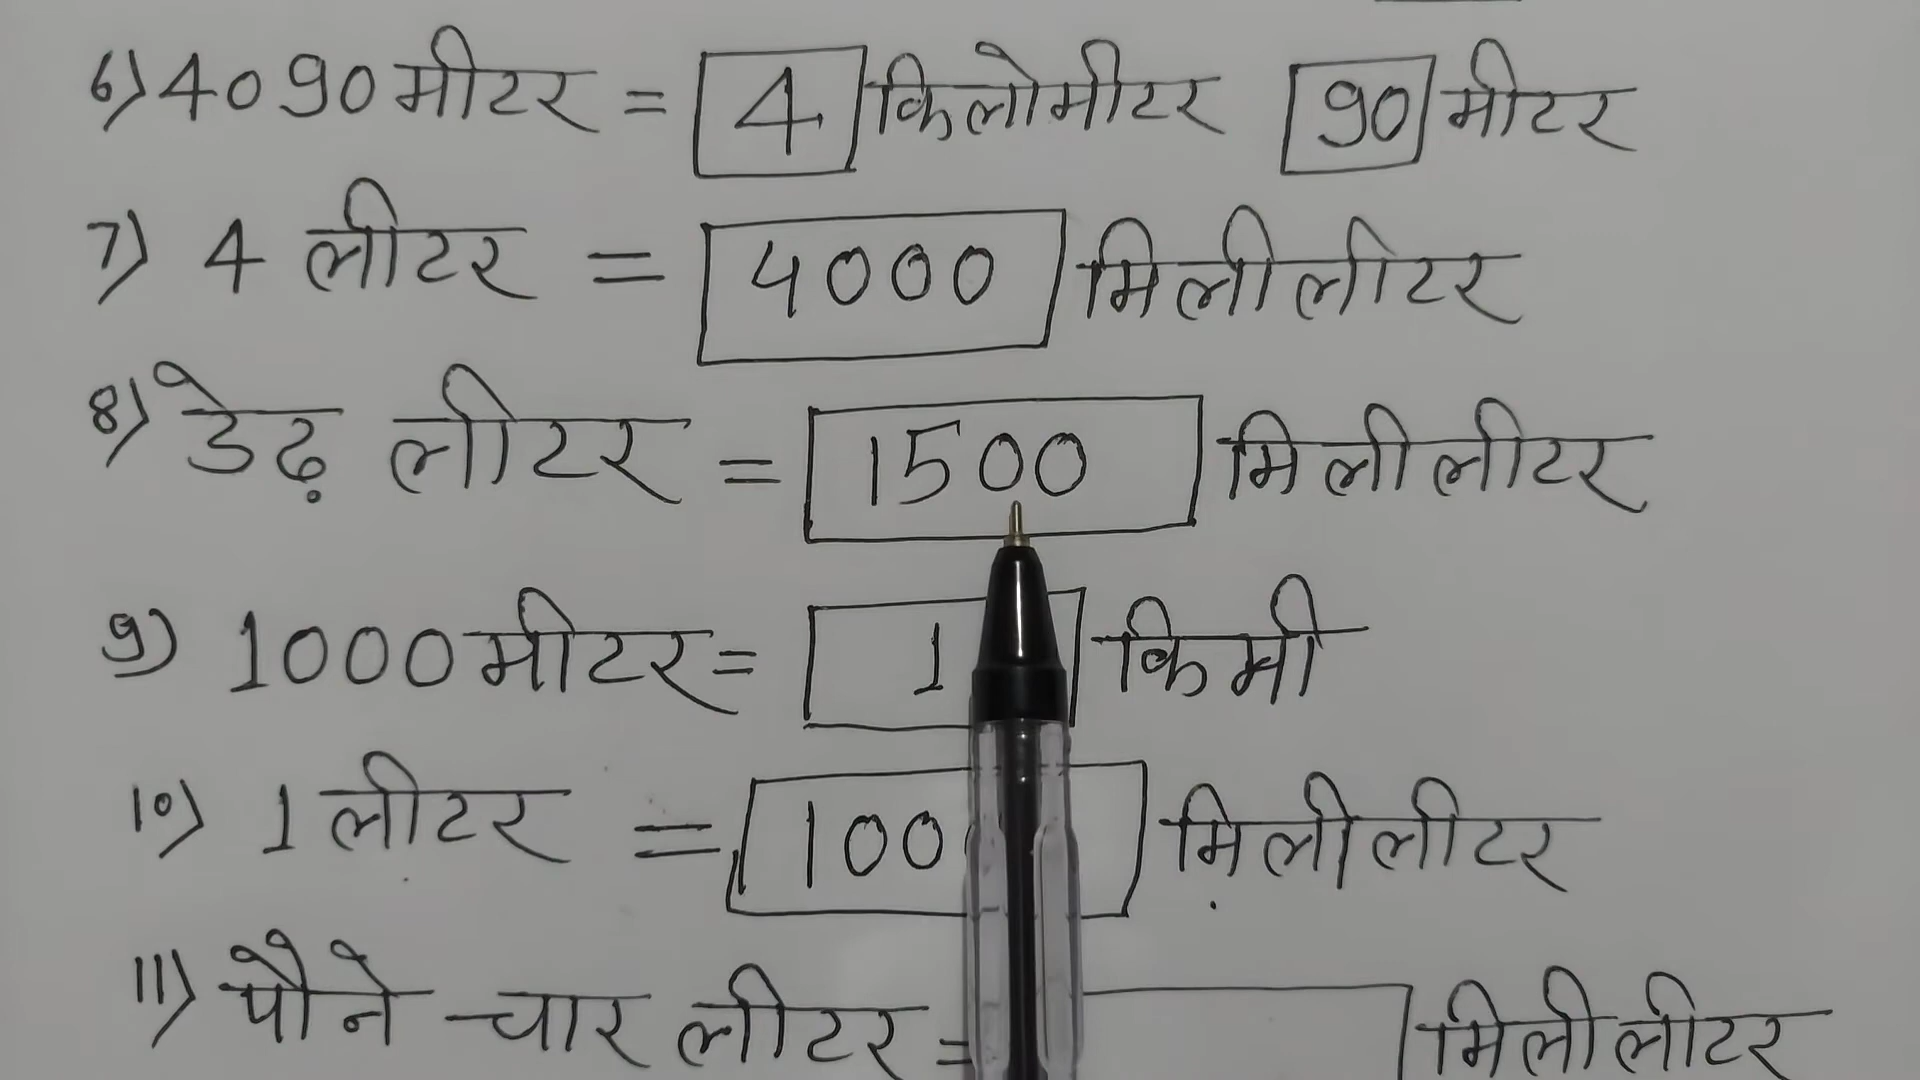 6) 4090 मीटर = 4 किलोमीटर 90 मीटर
7) 4 लीटर = 4000 मिलीलीटर
8) डेढ़ लीटर = 1500 मिलीलीटर
9) 1000 मीटर = 1 किमी
10) 1 लीटर = 100 मिलीलीटर
11) पौने चार लीटर = मिलीलीटर